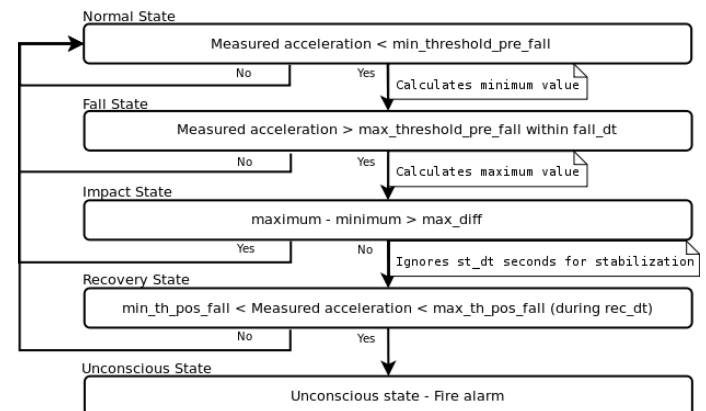 Normal State
Measured acceleration < min_threshold_pre_fall
No
Yes
Calculates minimum value
Fall State
Measured acceleration > max_threshold_pre_fall within fall_dt
No
Yes
Calculates maximum value
Impact State
maximum - minimum > max_diff
Yes
No
Ignores st_dt seconds for stabilization
Recovery State
min_th_pos_fall < Measured acceleration < max_th_pos_fall (during rec_dt)
No
Yes
Unconscious State
Unconscious state - Fire alarm